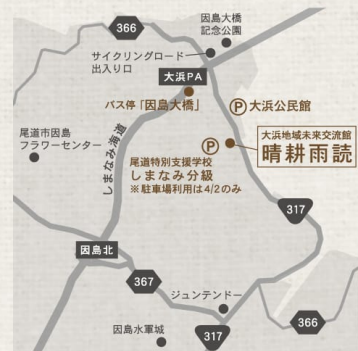 366
因島大橋
記念公園
サイクリングロード
出入り口
大浜PA
バス停「因島大橋」
P 大浜公民館
尾道市因島
フラワーセンター
しまなみ海道
P
大浜地域未来交流館
晴耕雨読
尾道特別支援学校
しまなみ分級
※駐車場利用は4/2のみ
317
因島北
367
ジュンテンドー
因島水軍城
317
366